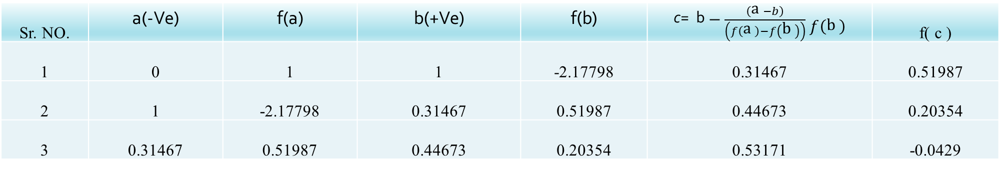 Sr. NO. a(-Ve) f(a) b(+Ve) f(b) c= b − (a −b) / (f(a )−f(b )) f (b ) f( c )
1 0 1 1 -2.17798 0.31467 0.51987
2 1 -2.17798 0.31467 0.51987 0.44673 0.20354
3 0.31467 0.51987 0.44673 0.20354 0.53171 -0.0429